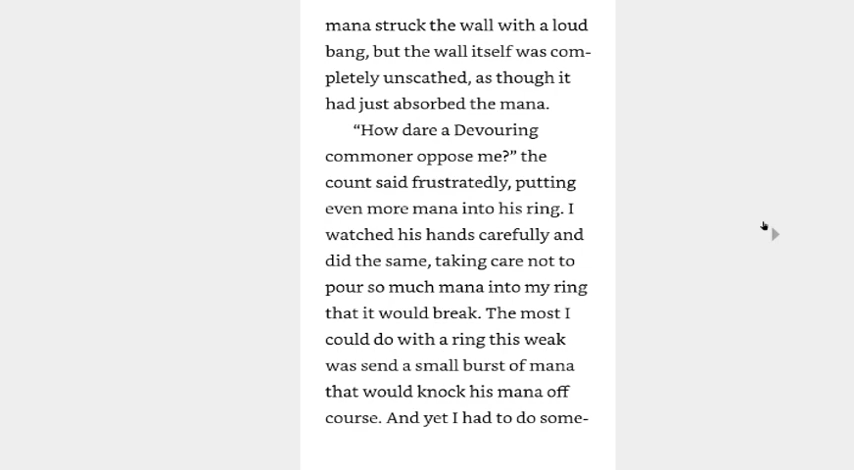 mana struck the wall with a loud
bang, but the wall itself was com-
pletely unscathed, as though it
had just absorbed the mana.
“How dare a Devouring
commoner oppose me?” the
count said frustratedly, putting
even more mana into his ring. I
watched his hands carefully and
did the same, taking care not to
pour so much mana into my ring
that it would break. The most I
could do with a ring this weak
was send a small burst of mana
that would knock his mana off
course. And yet I had to do some-